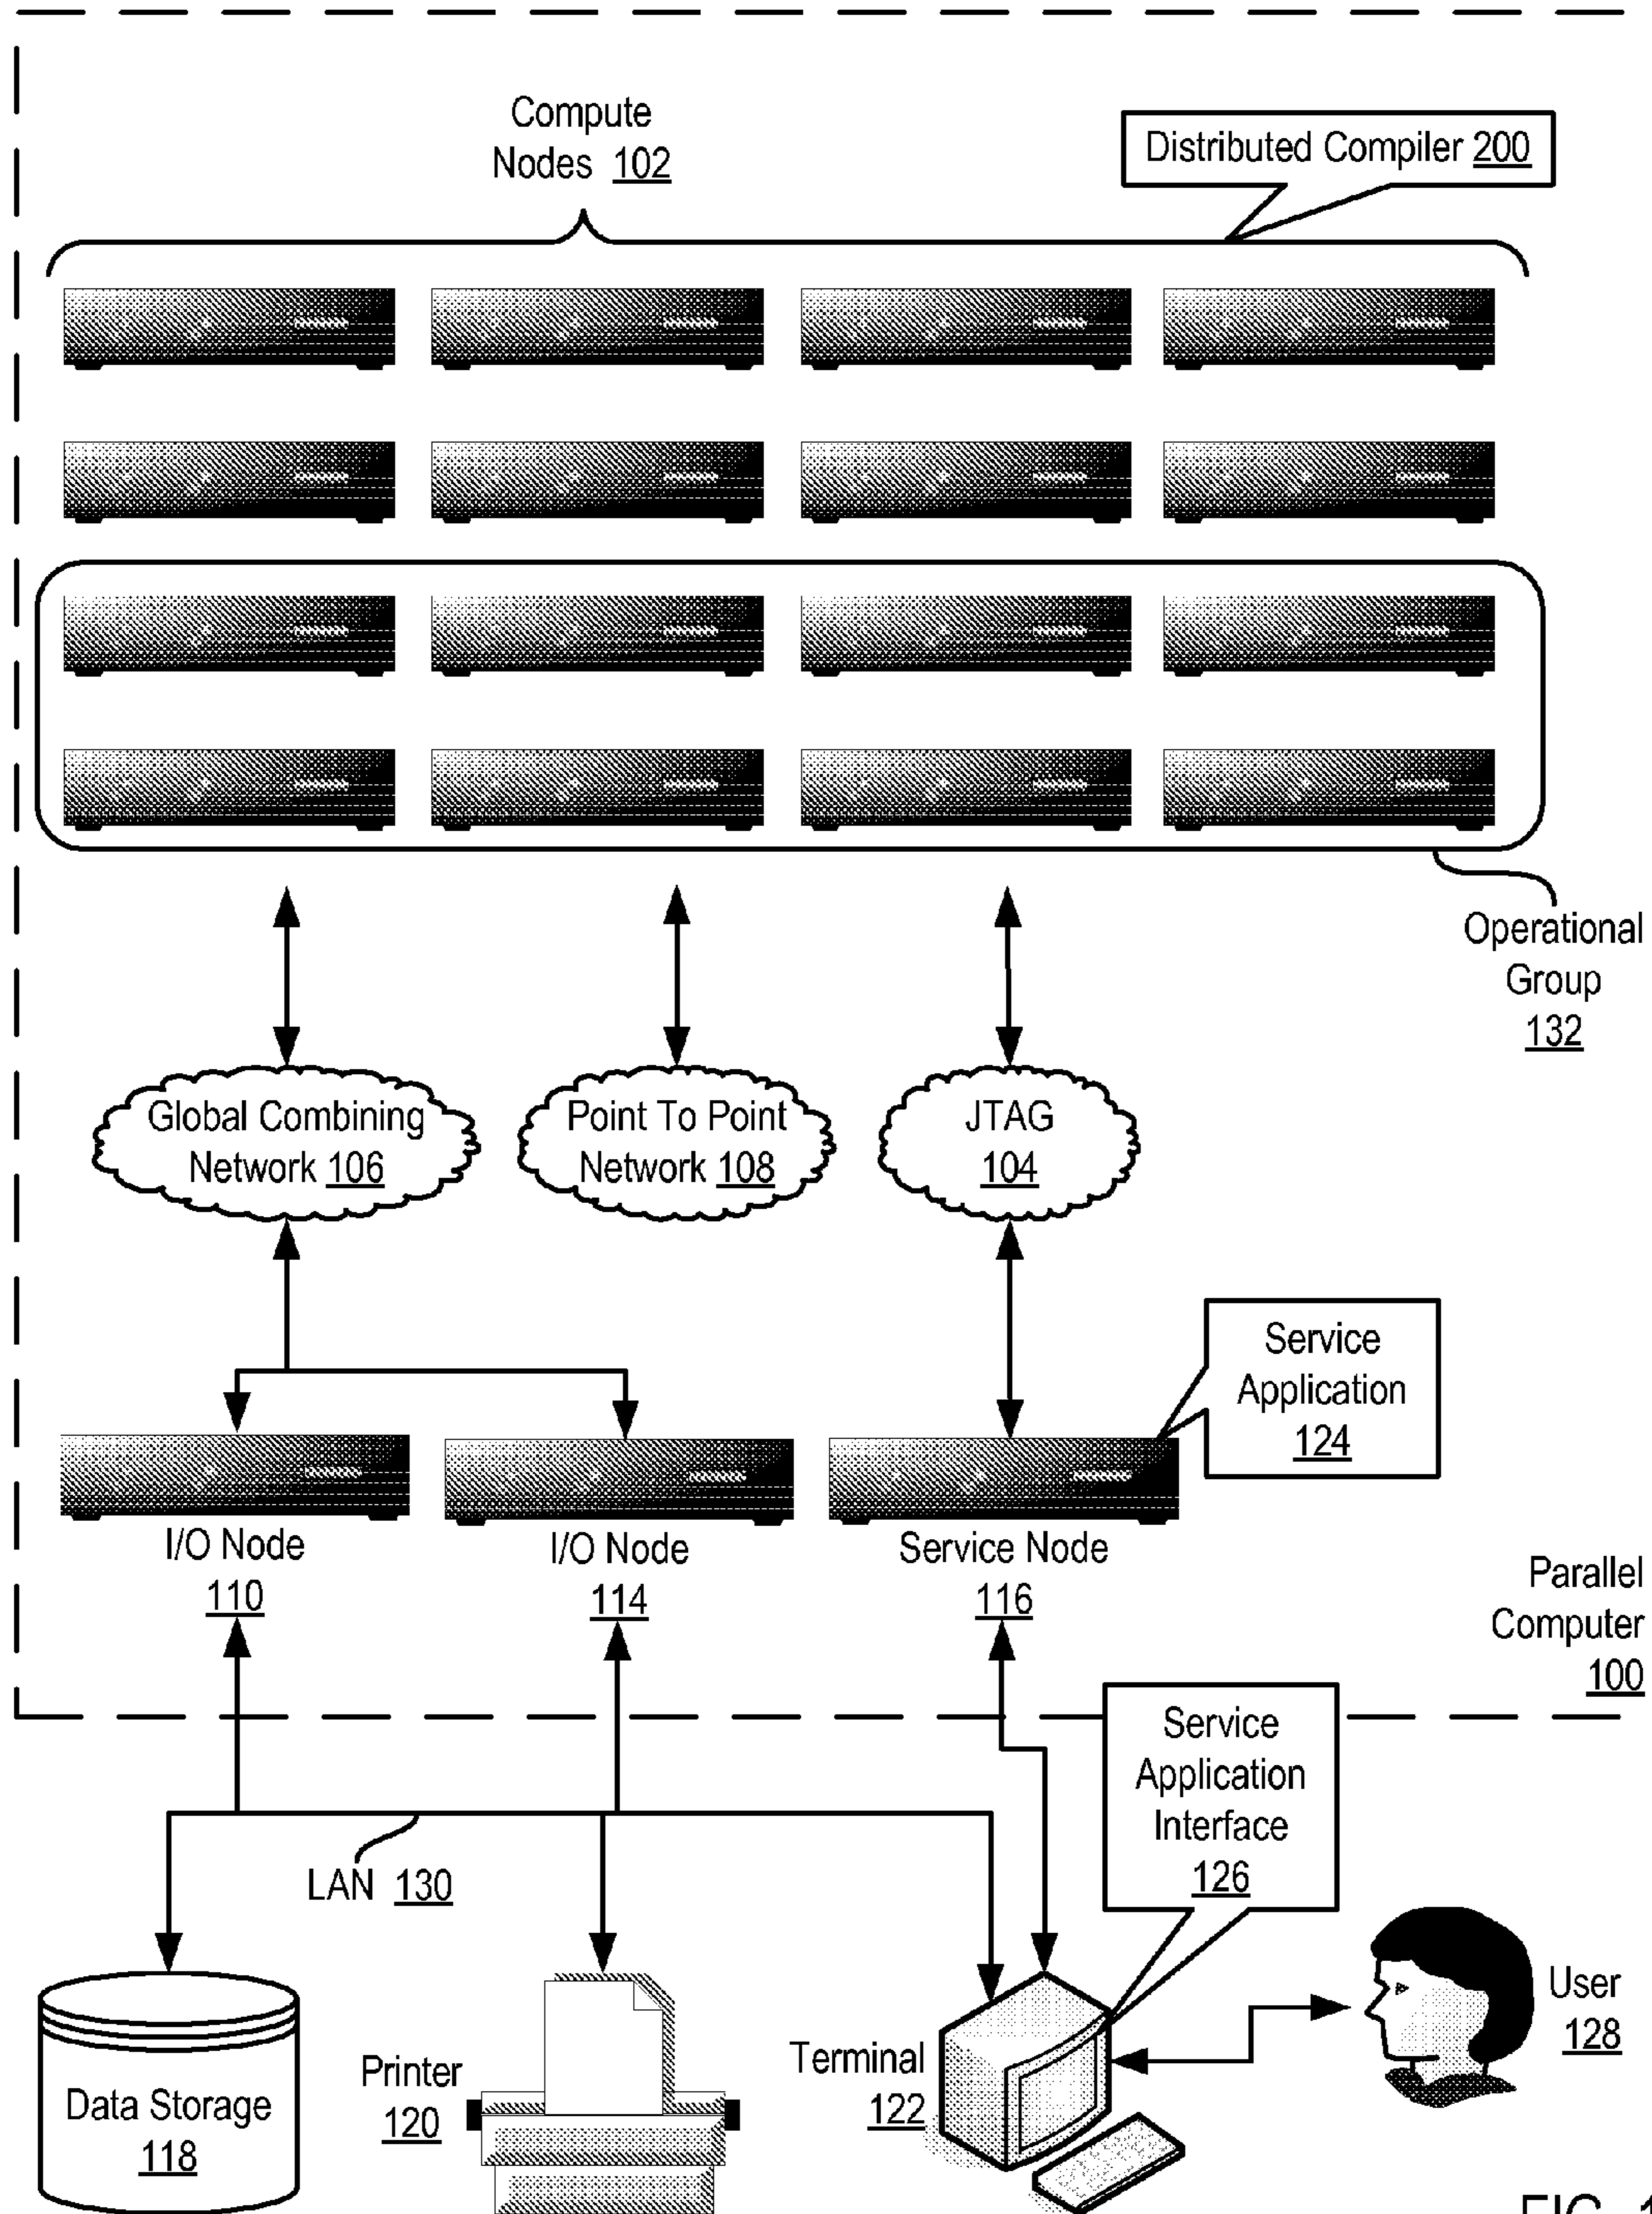 Compute
Nodes 102
Distributed Compiler 200
Operational
Group
132
Global Combining
Network 106
Point To Point
Network 108
JTAG
104
Service
Application
124
I/O Node
110
I/O Node
114
Service Node
116
Parallel
Computer
100
Service
Application
Interface
126
LAN 130
Data Storage
118
Printer
120
Terminal
122
User
128
FIG. 1